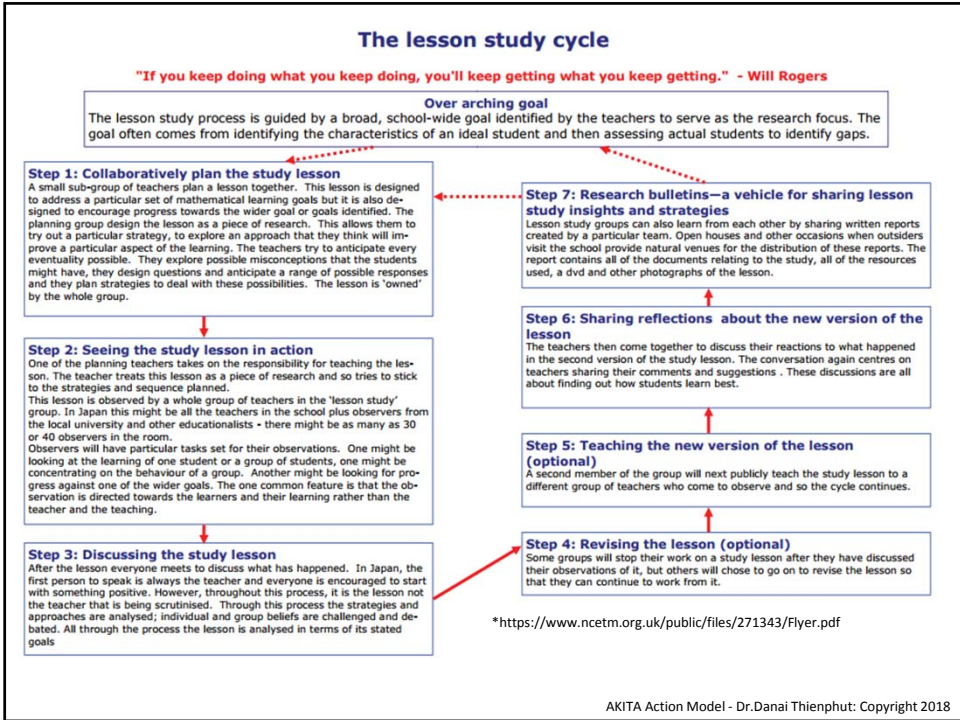 The lesson study cycle
"If you keep doing what you keep doing, you'll keep getting what you keep getting." - Will Rogers
Over arching goal
The lesson study process is guided by a broad, school-wide goal identified by the teachers to serve as the research focus. The
goal often comes from identifying the characteristics of an ideal student and then assessing actual students to identify gaps.
Step 1: Collaboratively plan the study lesson
A small sub-group of teachers plan a lesson together. This lesson is designed
to address a particular set of mathematical learning goals but it is also de-
signed to encourage progress towards the wider goal or goals identified. The
planning group design the lesson as a piece of research. This allows them to
try out a particular strategy, to explore an approach that they think will im-
prove a particular aspect of the learning. The teachers try to anticipate every
eventuality possible. They explore possible misconceptions that the students
might have, they design questions and anticipate a range of possible responses
and they plan strategies to deal with these possibilities. The lesson is 'owned'
by the whole group.
Step 2: Seeing the study lesson in action
One of the planning teachers takes on the responsibility for teaching the les-
son. The teacher treats this lesson as a piece of research and so tries to stick
to the strategies and sequence planned.
This lesson is observed by a whole group of teachers in the 'lesson study'
group. In Japan this might be all the teachers in the school plus observers from
the local university and other educationalists - there might be as many as 30
or 40 observers in the room.
Observers will have particular tasks set for their observations. One might be
looking at the learning of one student or a group of students, one might be
concentrating on the behaviour of a group. Another might be looking for pro-
gress against one of the wider goals. The one common feature is that the ob-
servation is directed towards the learners and their learning rather than the
teacher and the teaching.
Step 3: Discussing the study lesson
After the lesson everyone meets to discuss what has happened. In Japan, the
first person to speak is always the teacher and everyone is encouraged to start
with something positive. However, throughout this process, it is the lesson not
the teacher that is being scrutinised. Through this process the strategies and
approaches are analysed; individual and group beliefs are challenged and de-
bated. All through the process the lesson is analysed in terms of its stated
goals
Step 4: Revising the lesson (optional)
Some groups will stop their work on a study lesson after they have discussed
their observations of it, but others will chose to go on to revise the lesson so
that they can continue to work from it.
Step 5: Teaching the new version of the lesson
(optional)
A second member of the group will next publicly teach the study lesson to a
different group of teachers who come to observe and so the cycle continues.
Step 6: Sharing reflections about the new version of the
lesson
The teachers then come together to discuss their reactions to what happened
in the second version of the study lesson. The conversation again centres on
teachers sharing their comments and suggestions . These discussions are all
about finding out how students learn best.
Step 7: Research bulletins—a vehicle for sharing lesson
study insights and strategies
Lesson study groups can also learn from each other by sharing written reports
created by a particular team. Open houses and other occasions when outsiders
visit the school provide natural venues for the distribution of these reports. The
report contains all of the documents relating to the study, all of the resources
used, a dvd and other photographs of the lesson.
*https://www.ncetm.org.uk/public/files/271343/Flyer.pdf
AKITA Action Model - Dr.Danai Thienphut: Copyright 2018